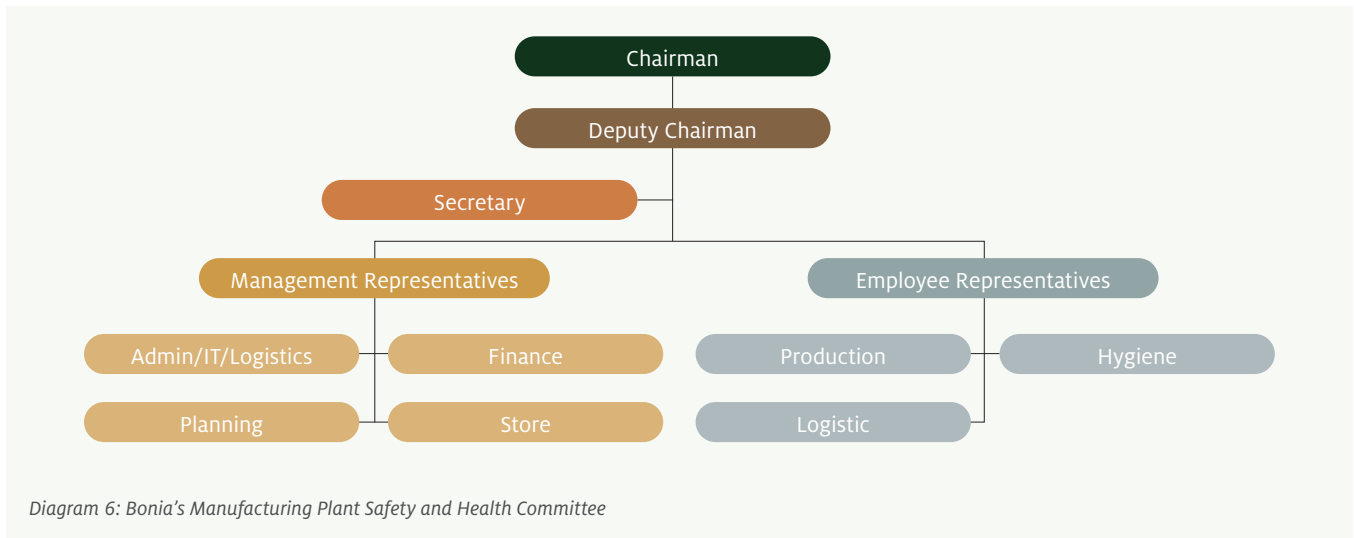 Chairman
Deputy Chairman
Secretary
Management Representatives
Employee Representatives
Admin/IT/Logistics
Finance
Production
Hygiene
Planning
Store
Logistic
Diagram 6: Bonia’s Manufacturing Plant Safety and Health Committee